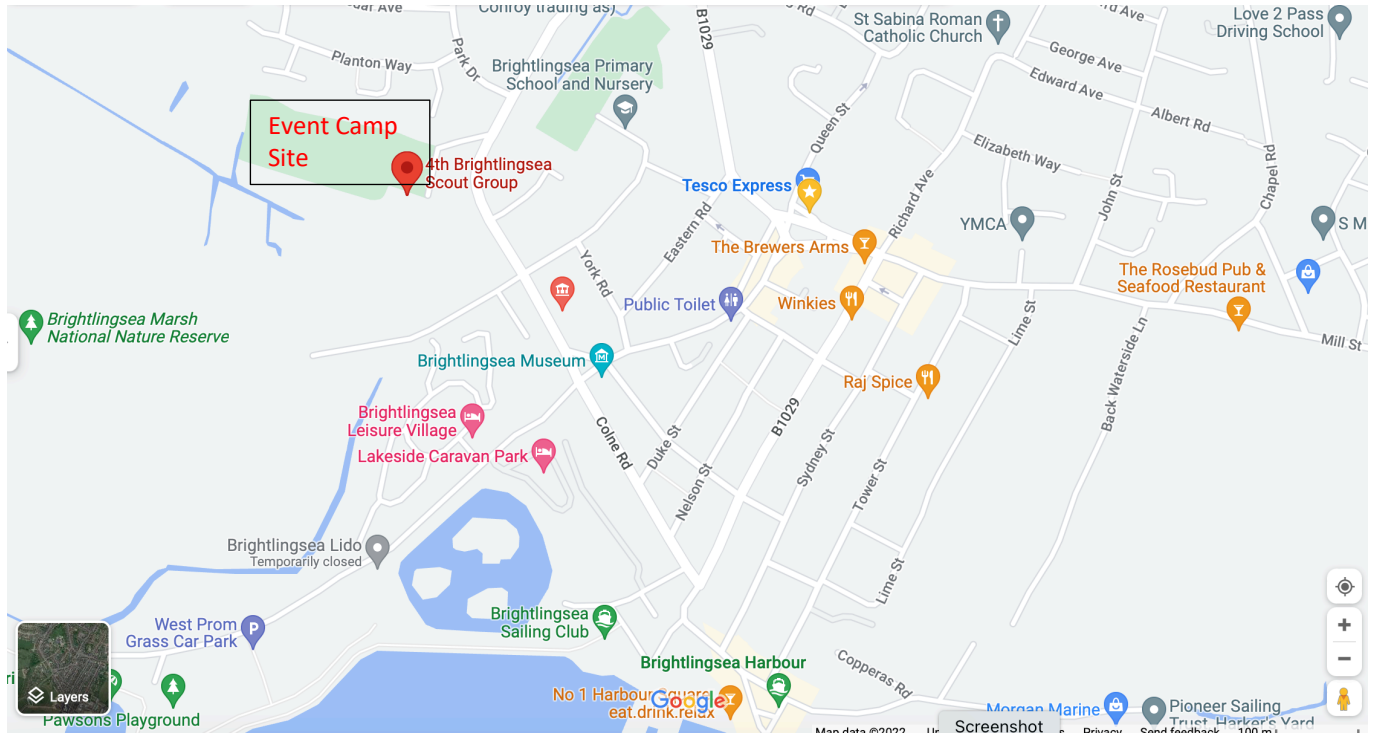 Conroy trading as)
Park Dr
Planton Way
B1029
St Sabina Roman
Catholic Church
Love 2 Pass
Driving School
George Ave
Edward Ave
Albert Rd
Brightlingsea Primary
School and Nursery
Queen St
Event Camp
Site
4th Brightlingsea
Scout Group
Elizabeth Way
Chapel Rd
John St
Tesco Express
Richard Ave
YMCA
S M
Eastern Rd
The Brewers Arms
York Rd
The Rosebud Pub &
Seafood Restaurant
Public Toilet
Winkies
Lime St
Brightlingsea Marsh
National Nature Reserve
Mill St
Brightlingsea Museum
Back Waterside Ln
Raj Spice
Brightlingsea
Leisure Village
B1029
Colne Rd
Duke St
Sydney St
Lakeside Caravan Park
Nelson St
Tower St
Brightlingsea Lido
Temporarily closed
Lime St
West Prom
Grass Car Park
Brightlingsea
Sailing Club
Brightlingsea Harbour
Copperas Rd
Layers
Pawsons Playground
No 1 Harbour Square
eat.drink.relax
Google
Morgan Marine
Pioneer Sailing
Trust, Harker's Yard
Screenshot
Map data ©2022
Privacy
Send feedback
100 m